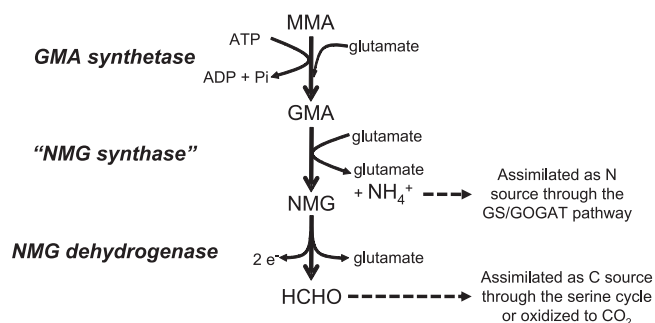 MMA
ATP
glutamate
GMA synthetase
ADP + Pi
GMA
glutamate
“NMG synthase”
glutamate
+ NH₄⁺
Assimilated as N
source through the
GS/GOGAT pathway
NMG
NMG dehydrogenase
2 e⁻
glutamate
HCHO
Assimilated as C source
through the serine cycle
or oxidized to CO₂